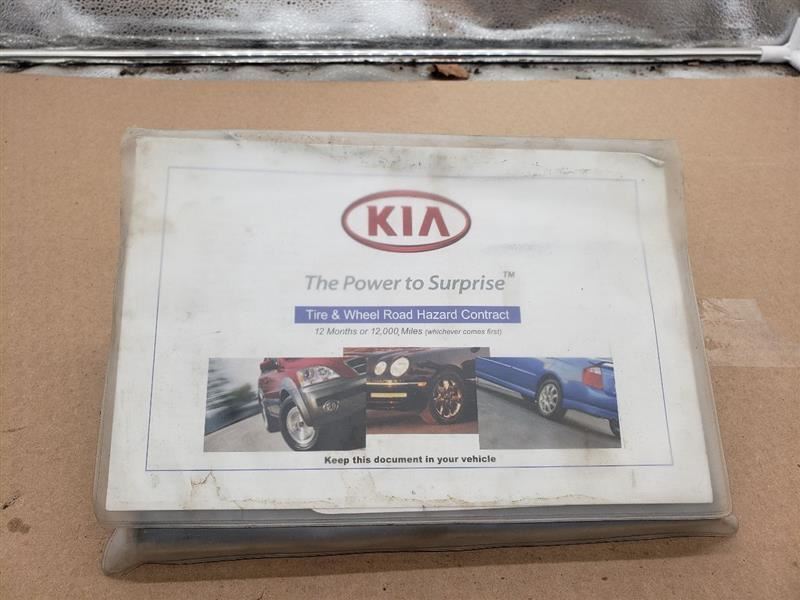 KIA
The Power to Surprise™
Tire & Wheel Road Hazard Contract
12 Months or 12,000 Miles (whichever comes first)
Keep this document in your vehicle